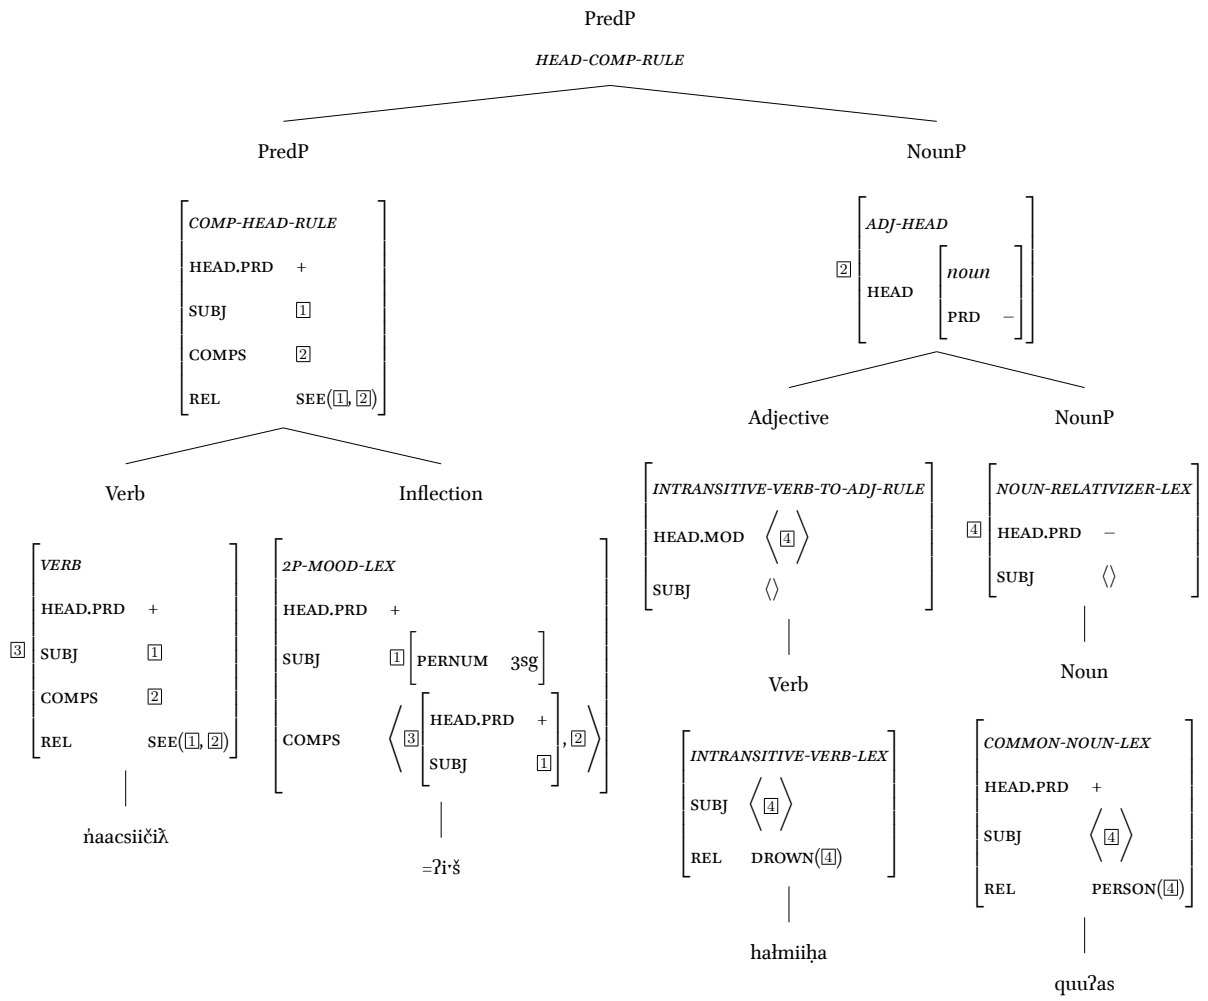 PredP
HEAD-COMP-RULE
PredP
NounP
COMP-HEAD-RULE
HEAD.PRD +
SUBJ 1
COMPS 2
REL SEE(1, 2)
2
ADJ-HEAD
HEAD
noun
PRD −
Verb
Inflection
Adjective
NounP
3
VERB
HEAD.PRD +
SUBJ 1
COMPS 2
REL SEE(1, 2)
n̓aacsiičiƛ̓
2P-MOOD-LEX
HEAD.PRD +
SUBJ 1 PERNUM 3sg
COMPS ⟨ 3
HEAD.PRD +
SUBJ 1
, 2 ⟩
=ʔi·š
INTRANSITIVE-VERB-TO-ADJ-RULE
HEAD.MOD ⟨4⟩
SUBJ ⟨⟩
Verb
INTRANSITIVE-VERB-LEX
SUBJ ⟨4⟩
REL DROWN(4)
hałmiiḥa
4
NOUN-RELATIVIZER-LEX
HEAD.PRD −
SUBJ ⟨⟩
Noun
COMMON-NOUN-LEX
HEAD.PRD +
SUBJ ⟨4⟩
REL PERSON(4)
quuʔas